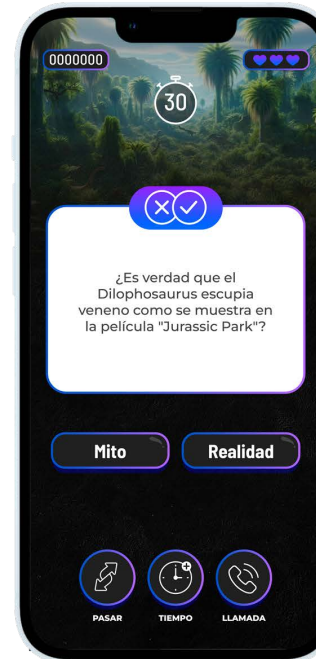 0000000
30
¿Es verdad que el
Dilophosaurus escupia
veneno como se muestra en
la película "Jurassic Park"?
Mito
Realidad
PASAR
TIEMPO
LLAMADA